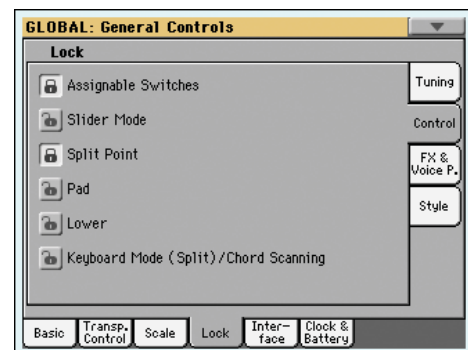 GLOBAL: General Controls
Lock
Assignable Switches
Slider Mode
Split Point
Pad
Lower
Keyboard Mode (Split)/Chord Scanning
Tuning
Control
FX &
Voice P.
Style
Basic
Transp.
Control
Scale
Lock
Inter-
face
Clock &
Battery